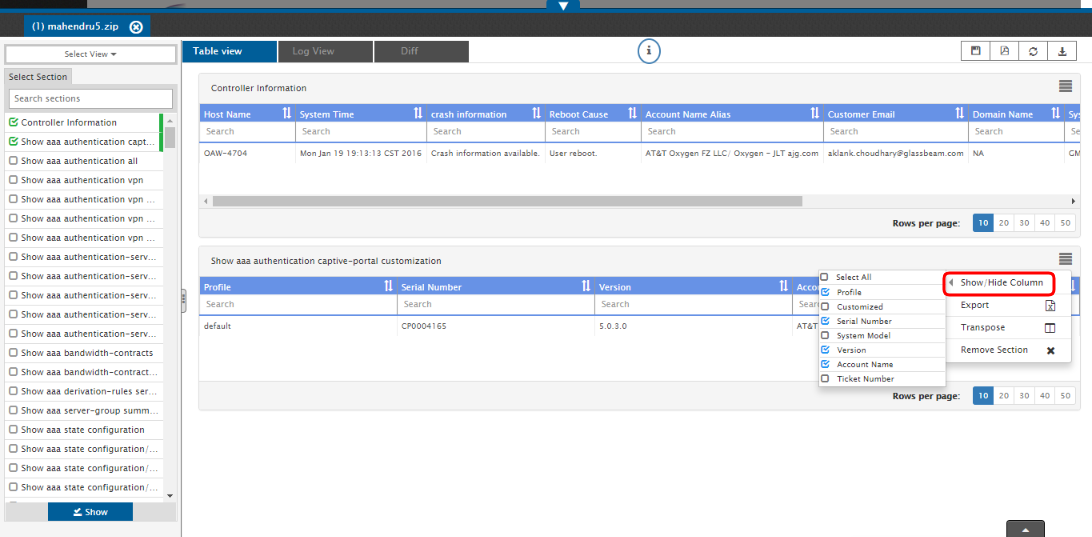 (1) mahendru5.zip
Select View
Select Section
Search sections
Controller Information
Show aaa authentication capt...
Show aaa authentication all
Show aaa authentication vpn
Show aaa authentication vpn ...
Show aaa authentication vpn ...
Show aaa authentication vpn ...
Show aaa authentication-serv...
Show aaa authentication-serv...
Show aaa authentication-serv...
Show aaa authentication-serv...
Show aaa authentication-serv...
Show aaa bandwidth-contracts
Show aaa bandwidth-contract...
Show aaa derivation-rules ser...
Show aaa server-group summ...
Show aaa state configuration
Show aaa state configuration/...
Show aaa state configuration/...
Show aaa state configuration/...
Show
Table view Log View Diff
i
Controller Information
Host Name System Time crash information Reboot Cause Account Name Alias Customer Email Domain Name Sys
Search Search Search Search Search Search Search Se
OAW-4704 Mon Jan 19 19:13:13 CST 2016 Crash information available. User reboot. AT&T Oxygen FZ LLC/ Oxygen - JLT ajg.com aklank.choudhary@glassbeam.com NA GM
Rows per page: 10 20 30 40 50
Show aaa authentication captive-portal customization
Profile Serial Number Version Acco
Search Search Search Sear
default CP0004165 5.0.3.0 AT&T
Select All
Profile
Customized
Serial Number
System Model
Version
Account Name
Ticket Number
Show/Hide Column
Export
Transpose
Remove Section
Rows per page: 10 20 30 40 50